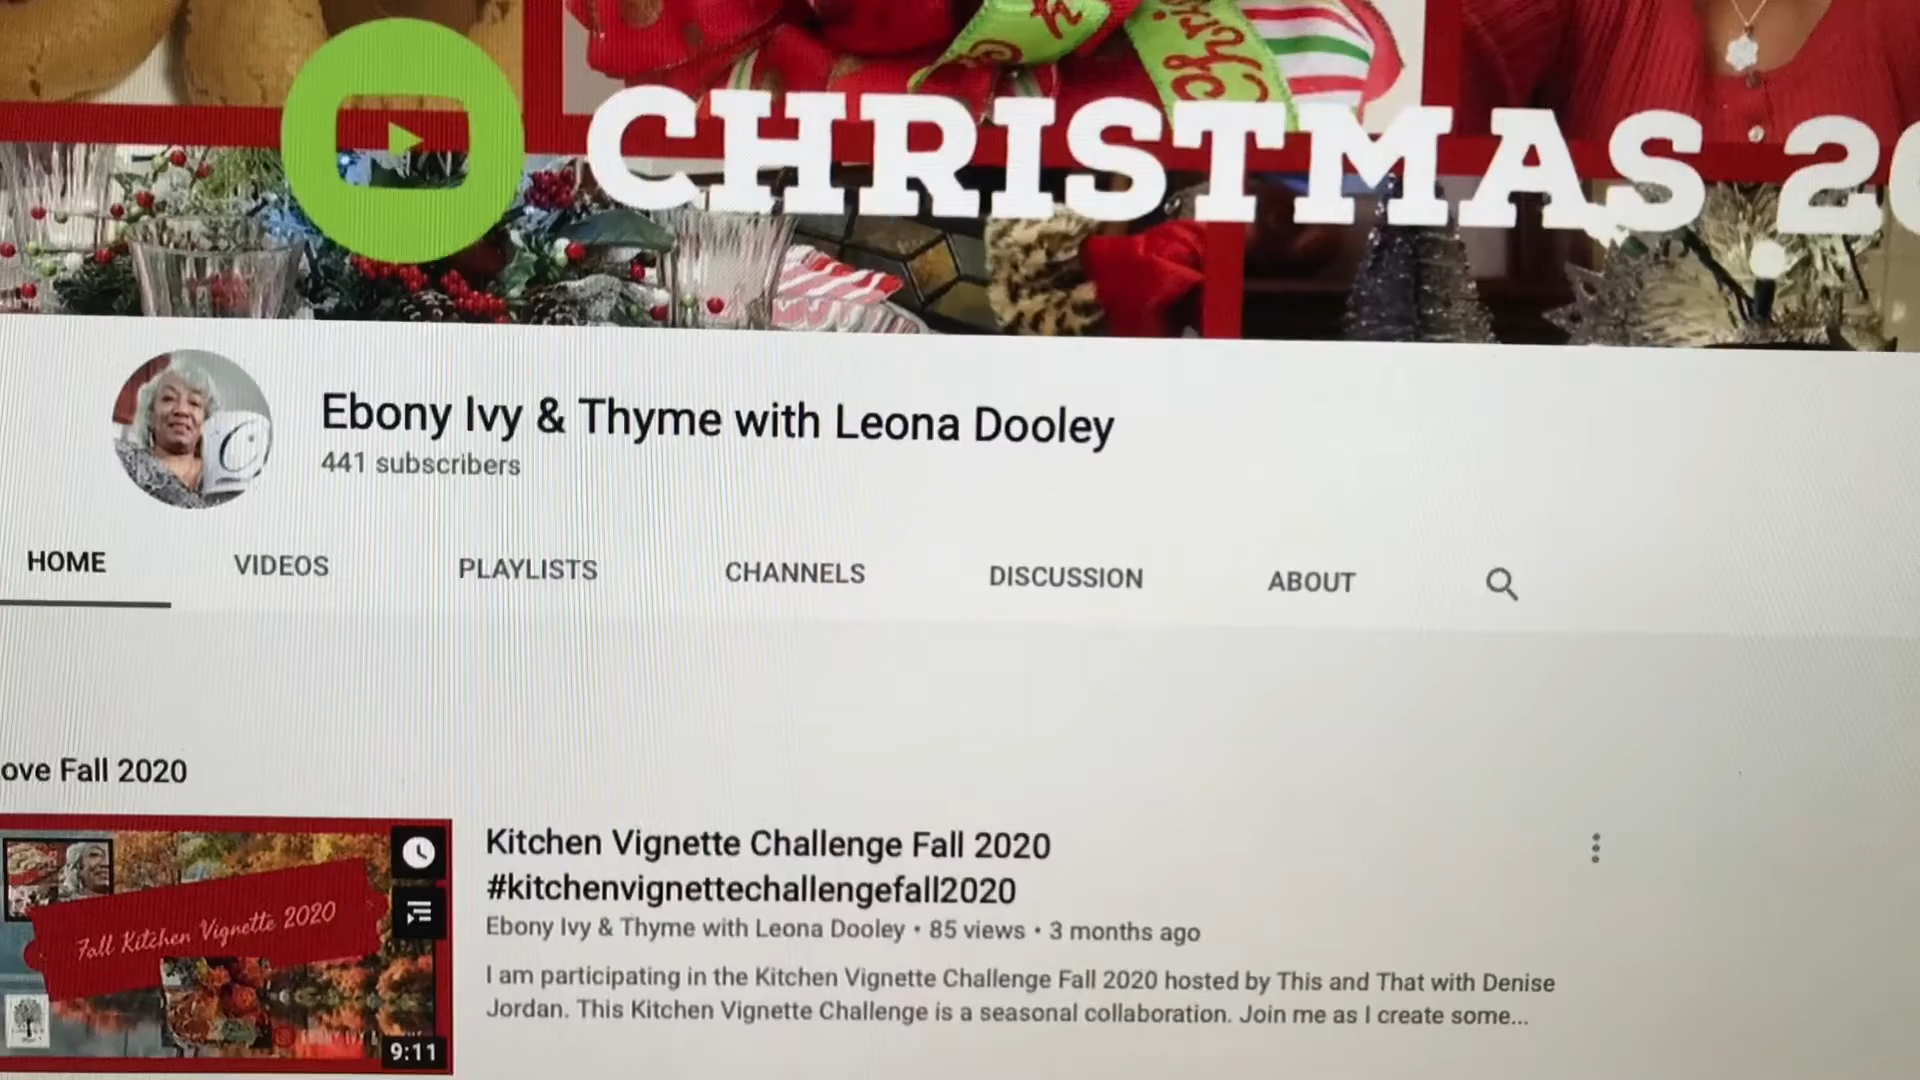 Chris
CHRISTMAS 20
Ebony Ivy & Thyme with Leona Dooley
441 subscribers
HOME VIDEOS PLAYLISTS CHANNELS DISCUSSION ABOUT
ove Fall 2020
Fall Kitchen Vignette 2020
9:11
Kitchen Vignette Challenge Fall 2020
#kitchenvignettechallengefall2020
Ebony Ivy & Thyme with Leona Dooley • 85 views • 3 months ago
I am participating in the Kitchen Vignette Challenge Fall 2020 hosted by This and That with Denise
Jordan. This Kitchen Vignette Challenge is a seasonal collaboration. Join me as I create some...